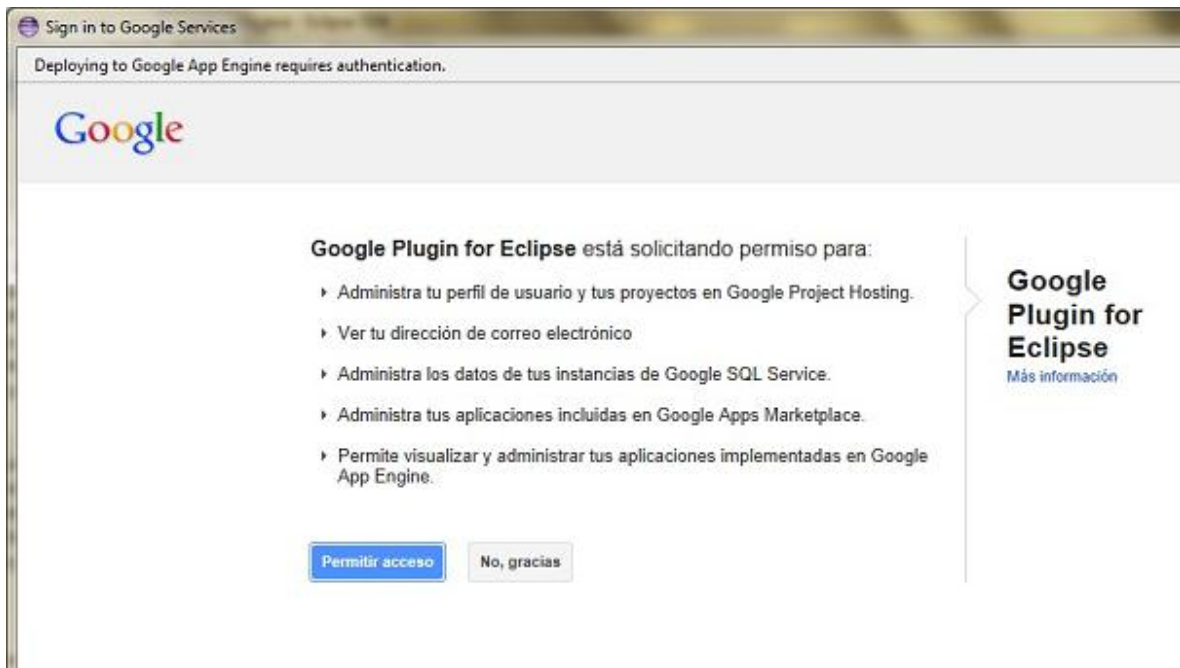 Sign in to Google Services
Deploying to Google App Engine requires authentication.
Google
Google Plugin for Eclipse está solicitando permiso para:
Administra tu perfil de usuario y tus proyectos en Google Project Hosting.
Ver tu dirección de correo electrónico
Administra los datos de tus instancias de Google SQL Service.
Administra tus aplicaciones incluidas en Google Apps Marketplace.
Permite visualizar y administrar tus aplicaciones implementadas en Google
App Engine.
Permitir acceso
No, gracias
Google
Plugin for
Eclipse
Más información